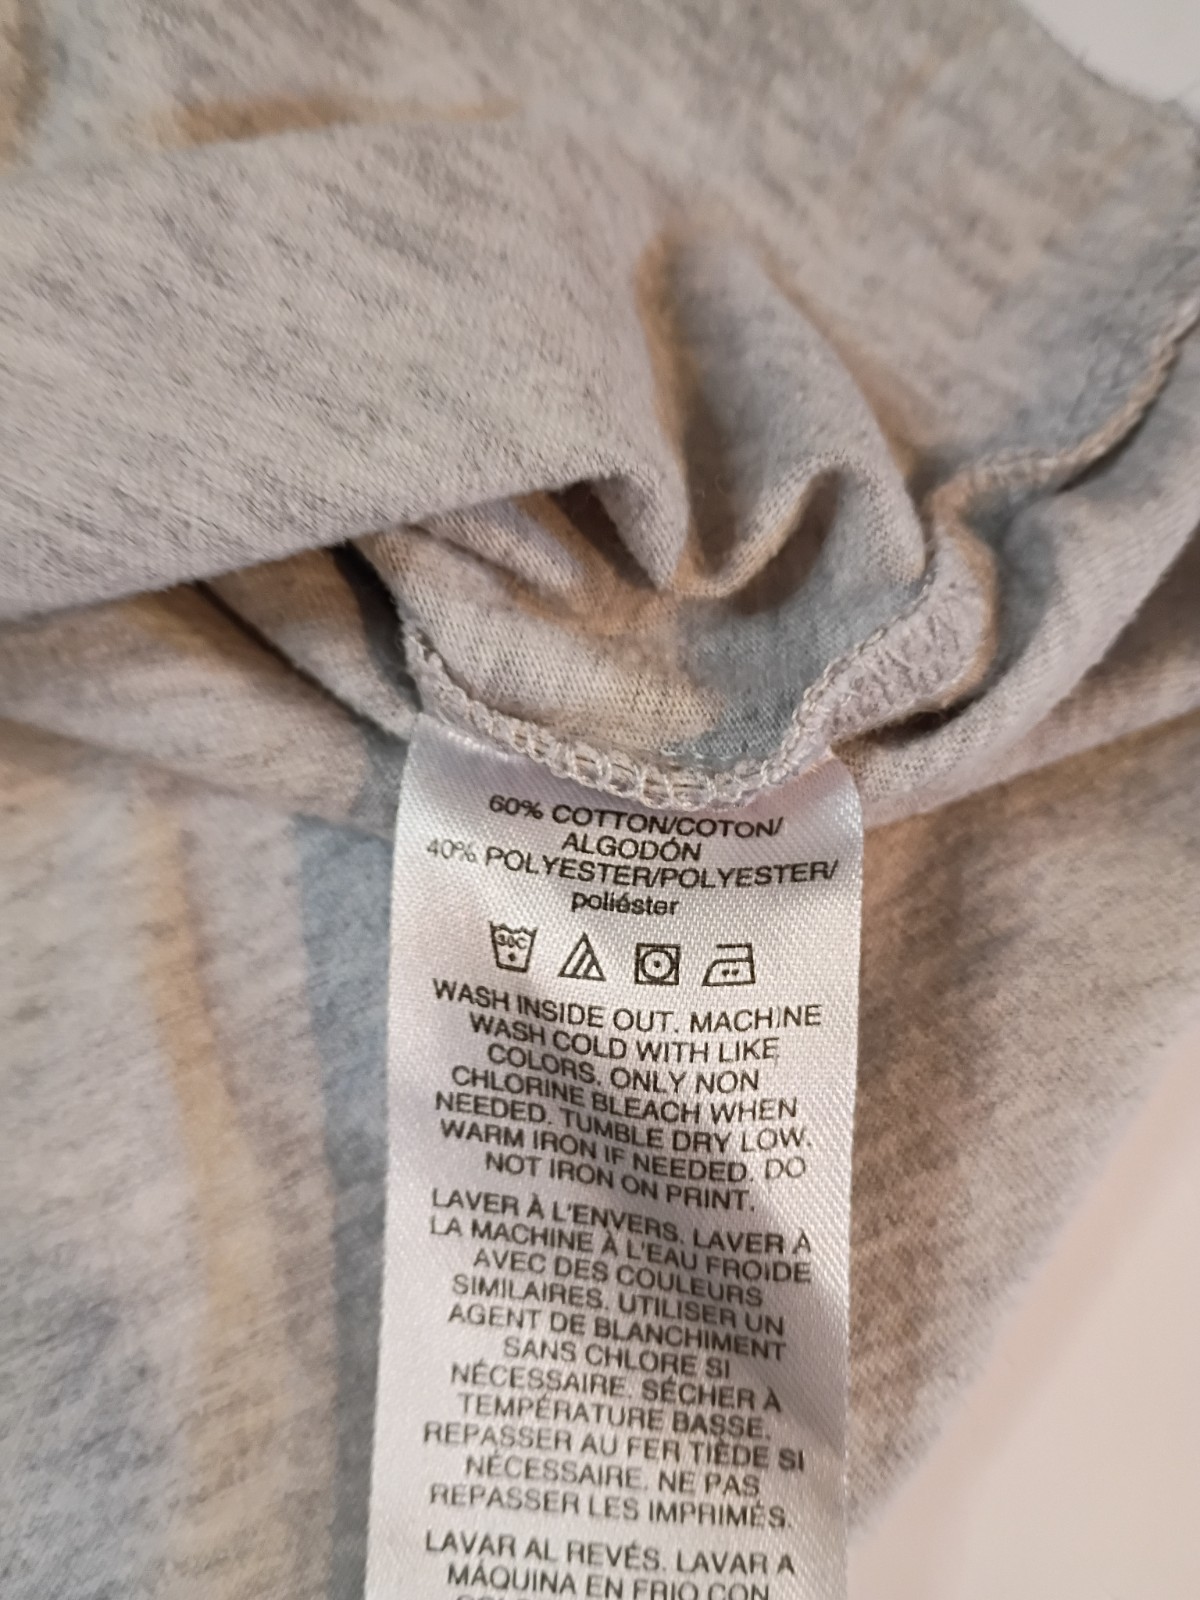 60% COTTON/COTON/
ALGODÓN
40% POLYESTER/POLYESTER/
poliéster
30C
WASH INSIDE OUT. MACHINE
WASH COLD WITH LIKE
COLORS. ONLY NON
CHLORINE BLEACH WHEN
NEEDED. TUMBLE DRY LOW.
WARM IRON IF NEEDED. DO
NOT IRON ON PRINT.
LAVER À L'ENVERS. LAVER À
LA MACHINE À L'EAU FROIDE
AVEC DES COULEURS
SIMILAIRES. UTILISER UN
AGENT DE BLANCHIMENT
SANS CHLORE SI
NÉCESSAIRE. SÉCHER À
TEMPÉRATURE BASSE.
REPASSER AU FER TIÈDE SI
NÉCESSAIRE. NE PAS
REPASSER LES IMPRIMÉS.
LAVAR AL REVÉS. LAVAR A
MÁQUINA EN FRIO CON